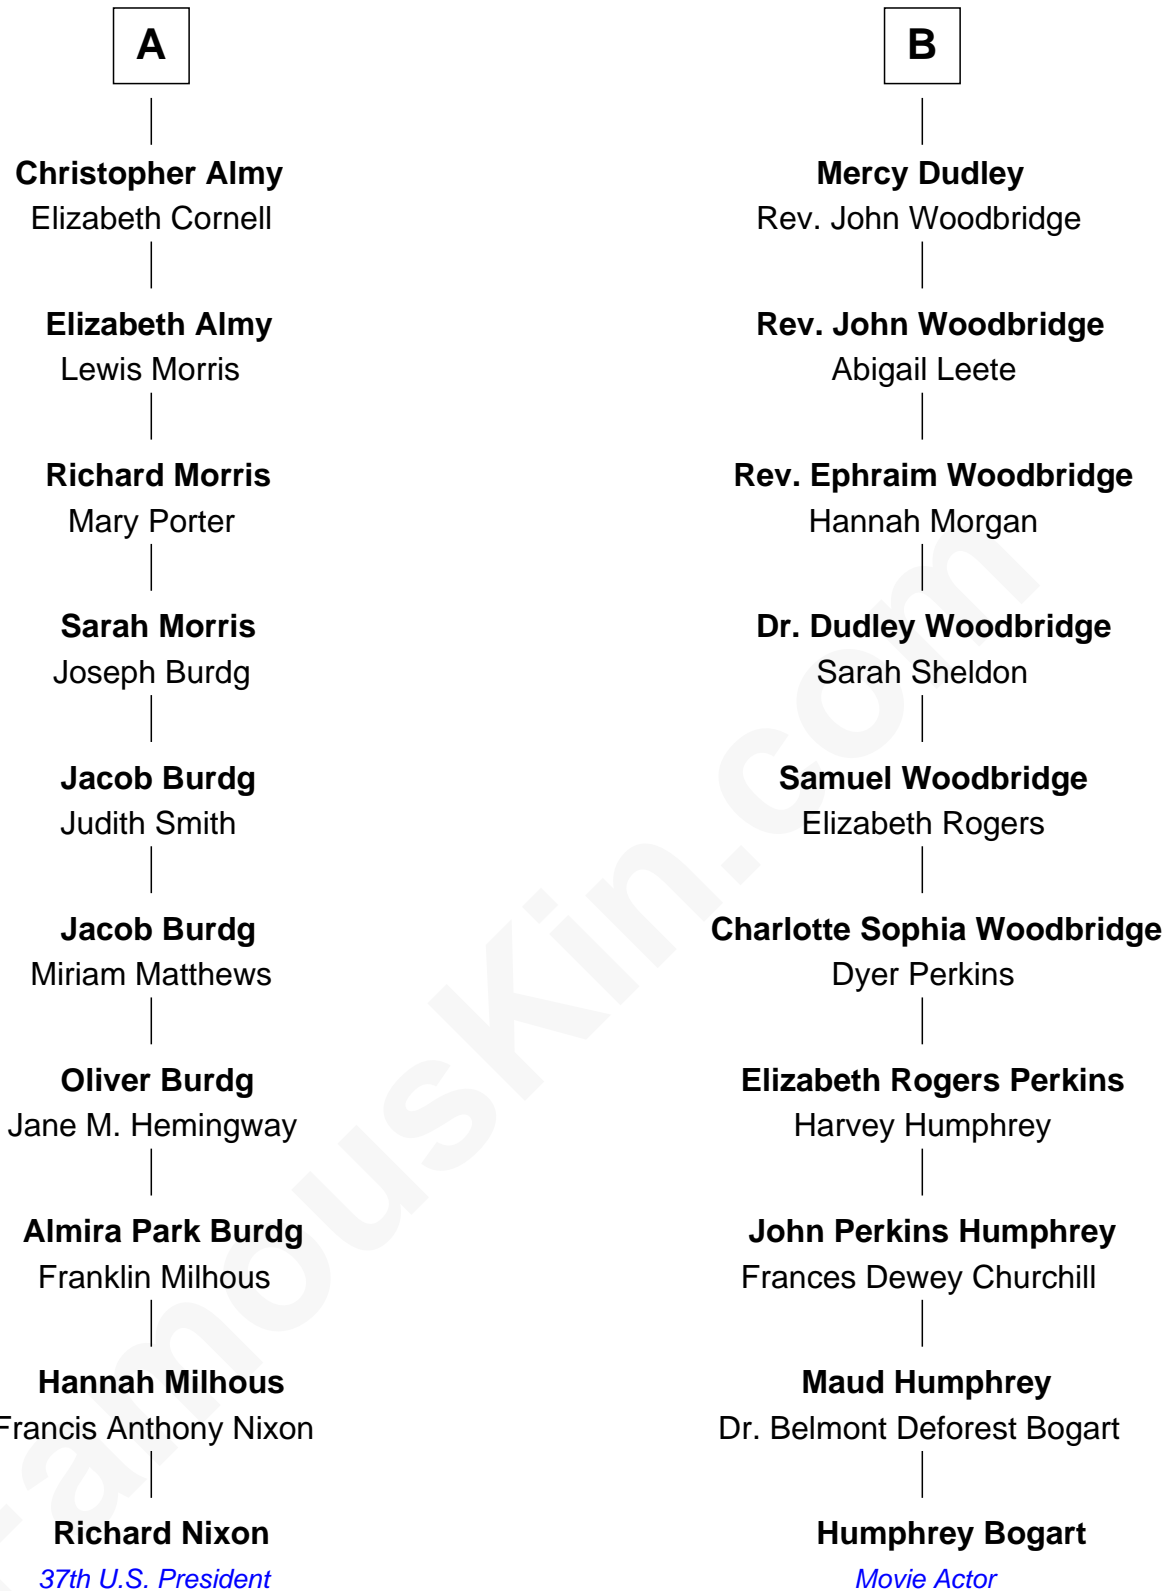 A
Christopher Almy
Elizabeth Cornell
Elizabeth Almy
Lewis Morris
Richard Morris
Mary Porter
Sarah Morris
Joseph Burdg
Jacob Burdg
Judith Smith
Jacob Burdg
Miriam Matthews
Oliver Burdg
Jane M. Hemingway
Almira Park Burdg
Franklin Milhous
Hannah Milhous
Francis Anthony Nixon
Richard Nixon
37th U.S. President
B
Mercy Dudley
Rev. John Woodbridge
Rev. John Woodbridge
Abigail Leete
Rev. Ephraim Woodbridge
Hannah Morgan
Dr. Dudley Woodbridge
Sarah Sheldon
Samuel Woodbridge
Elizabeth Rogers
Charlotte Sophia Woodbridge
Dyer Perkins
Elizabeth Rogers Perkins
Harvey Humphrey
John Perkins Humphrey
Frances Dewey Churchill
Maud Humphrey
Dr. Belmont Deforest Bogart
Humphrey Bogart
Movie Actor
FamousKin.com